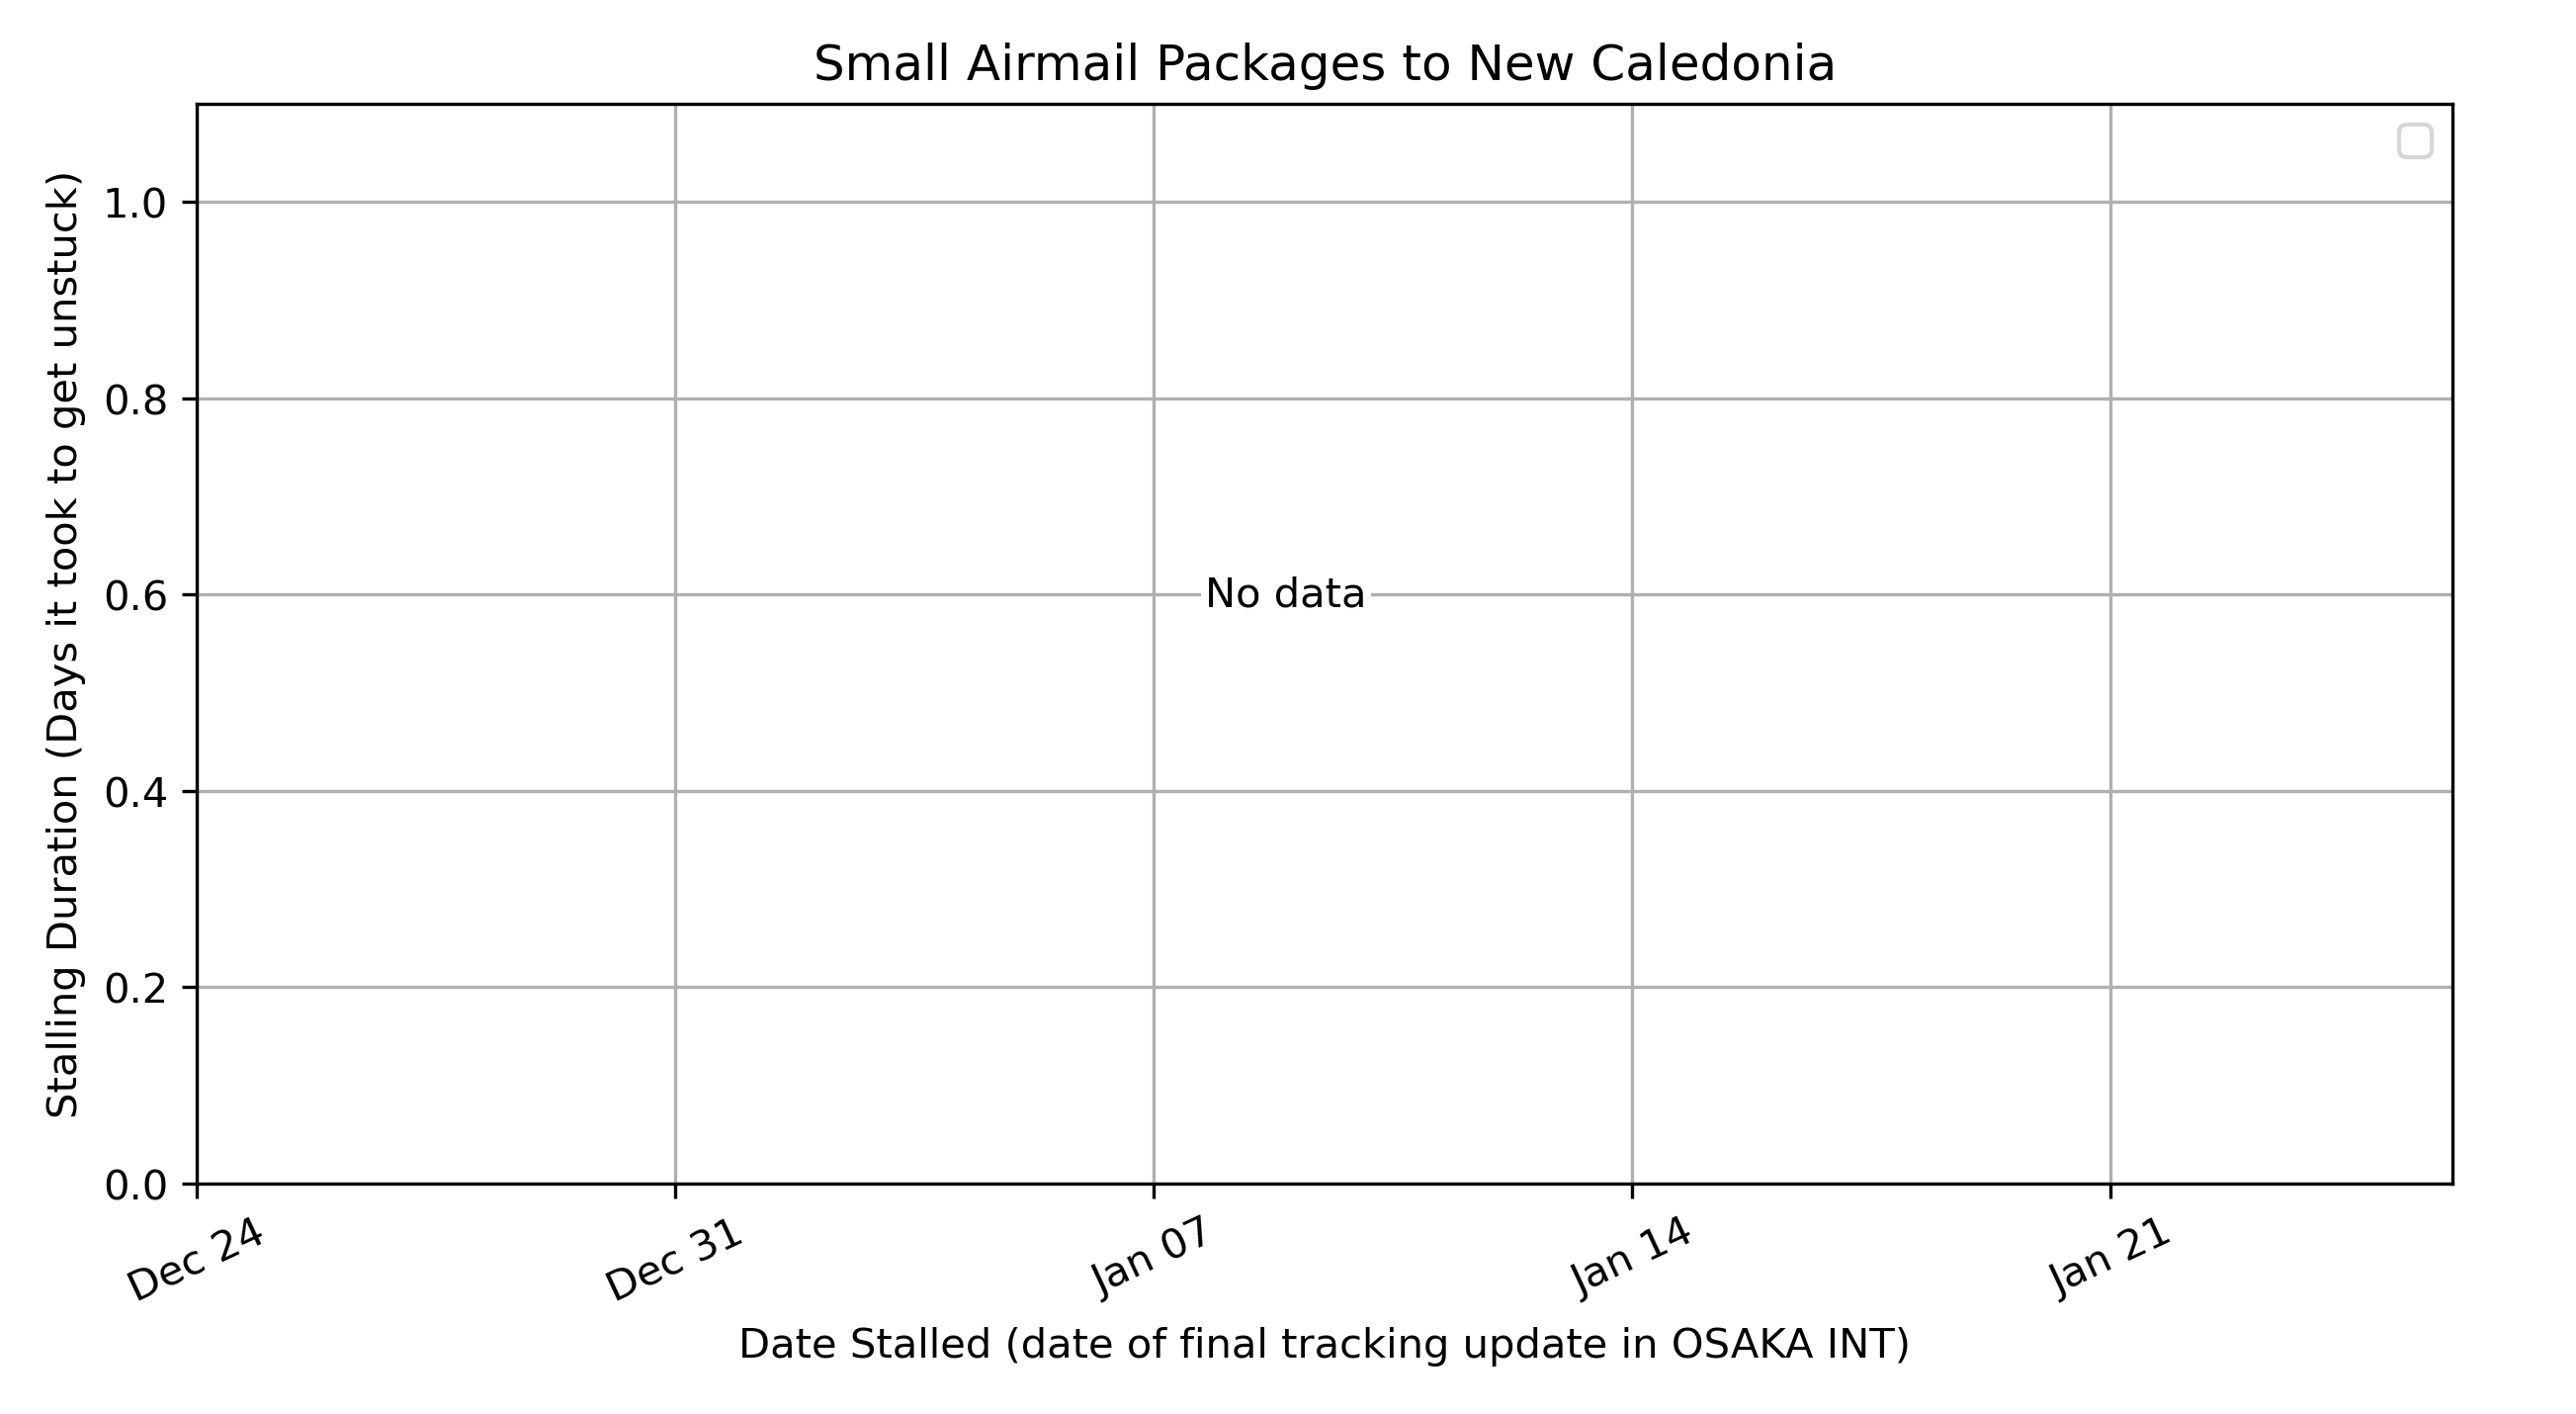 Small Airmail Packages to New Caledonia
Stalling Duration (Days it took to get unstuck)
1.0
0.8
0.6
0.4
0.2
0.0
No data
Dec 24
Dec 31
Jan 07
Jan 14
Jan 21
Date Stalled (date of final tracking update in OSAKA INT)